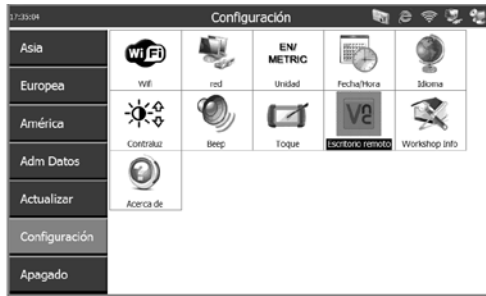 17:35:04
Configuración
Asia
Europea
América
Adm Datos
Actualizar
Configuración
Apagado
WiFi
EN/
METRIC
Wifi
red
Unidad
Fecha/Hora
Idioma
Contraluz
Beep
Toque
Escritorio remoto
Workshop Info
Acerca de